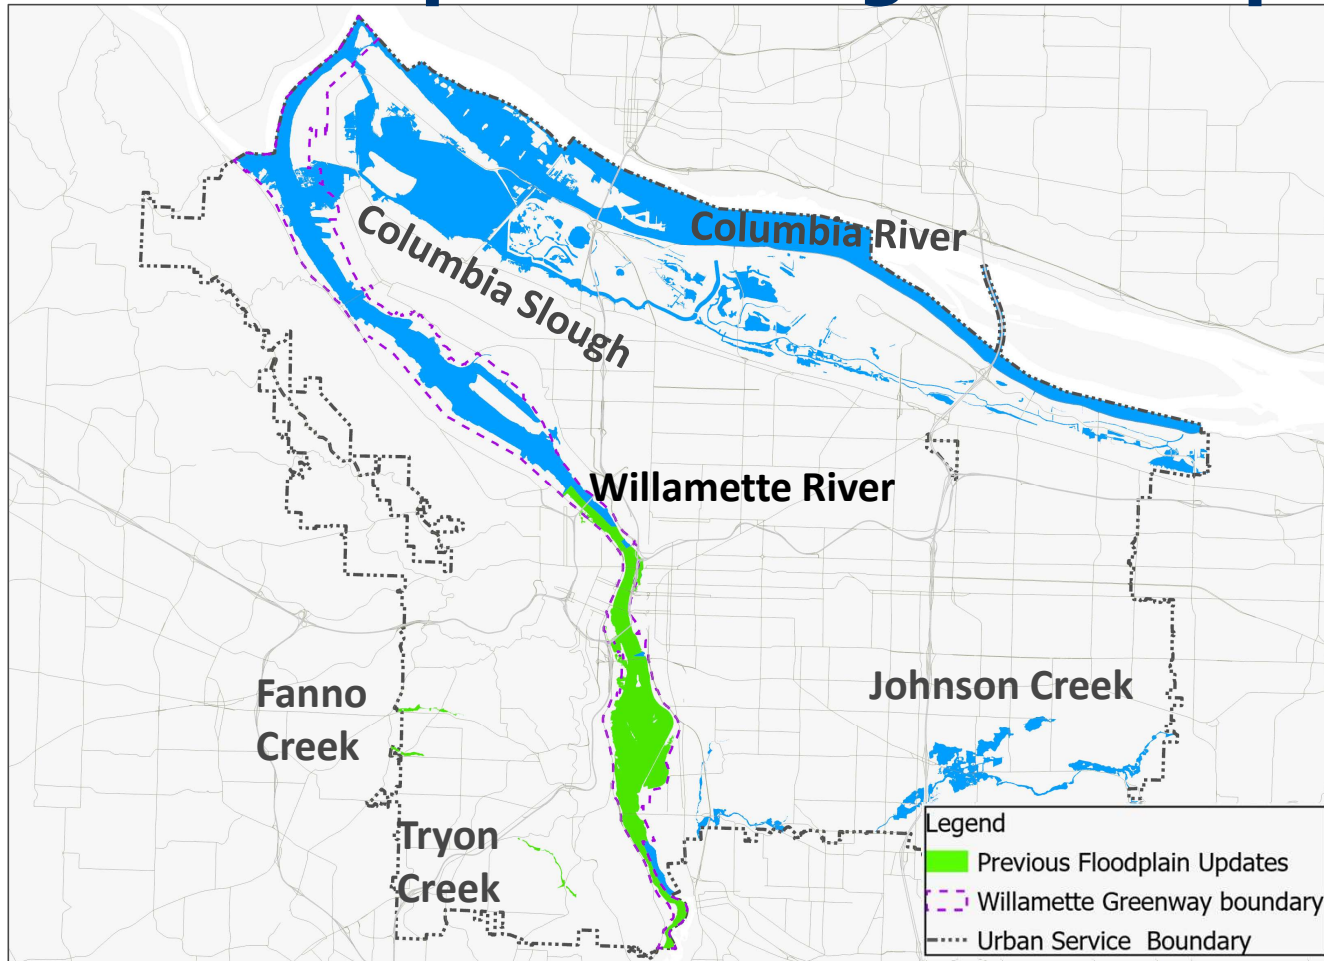 Columbia River
Columbia Slough
Willamette River
Johnson Creek
Fanno
Creek
Tryon
Creek
Legend
Previous Floodplain Updates
Willamette Greenway boundary
Urban Service Boundary